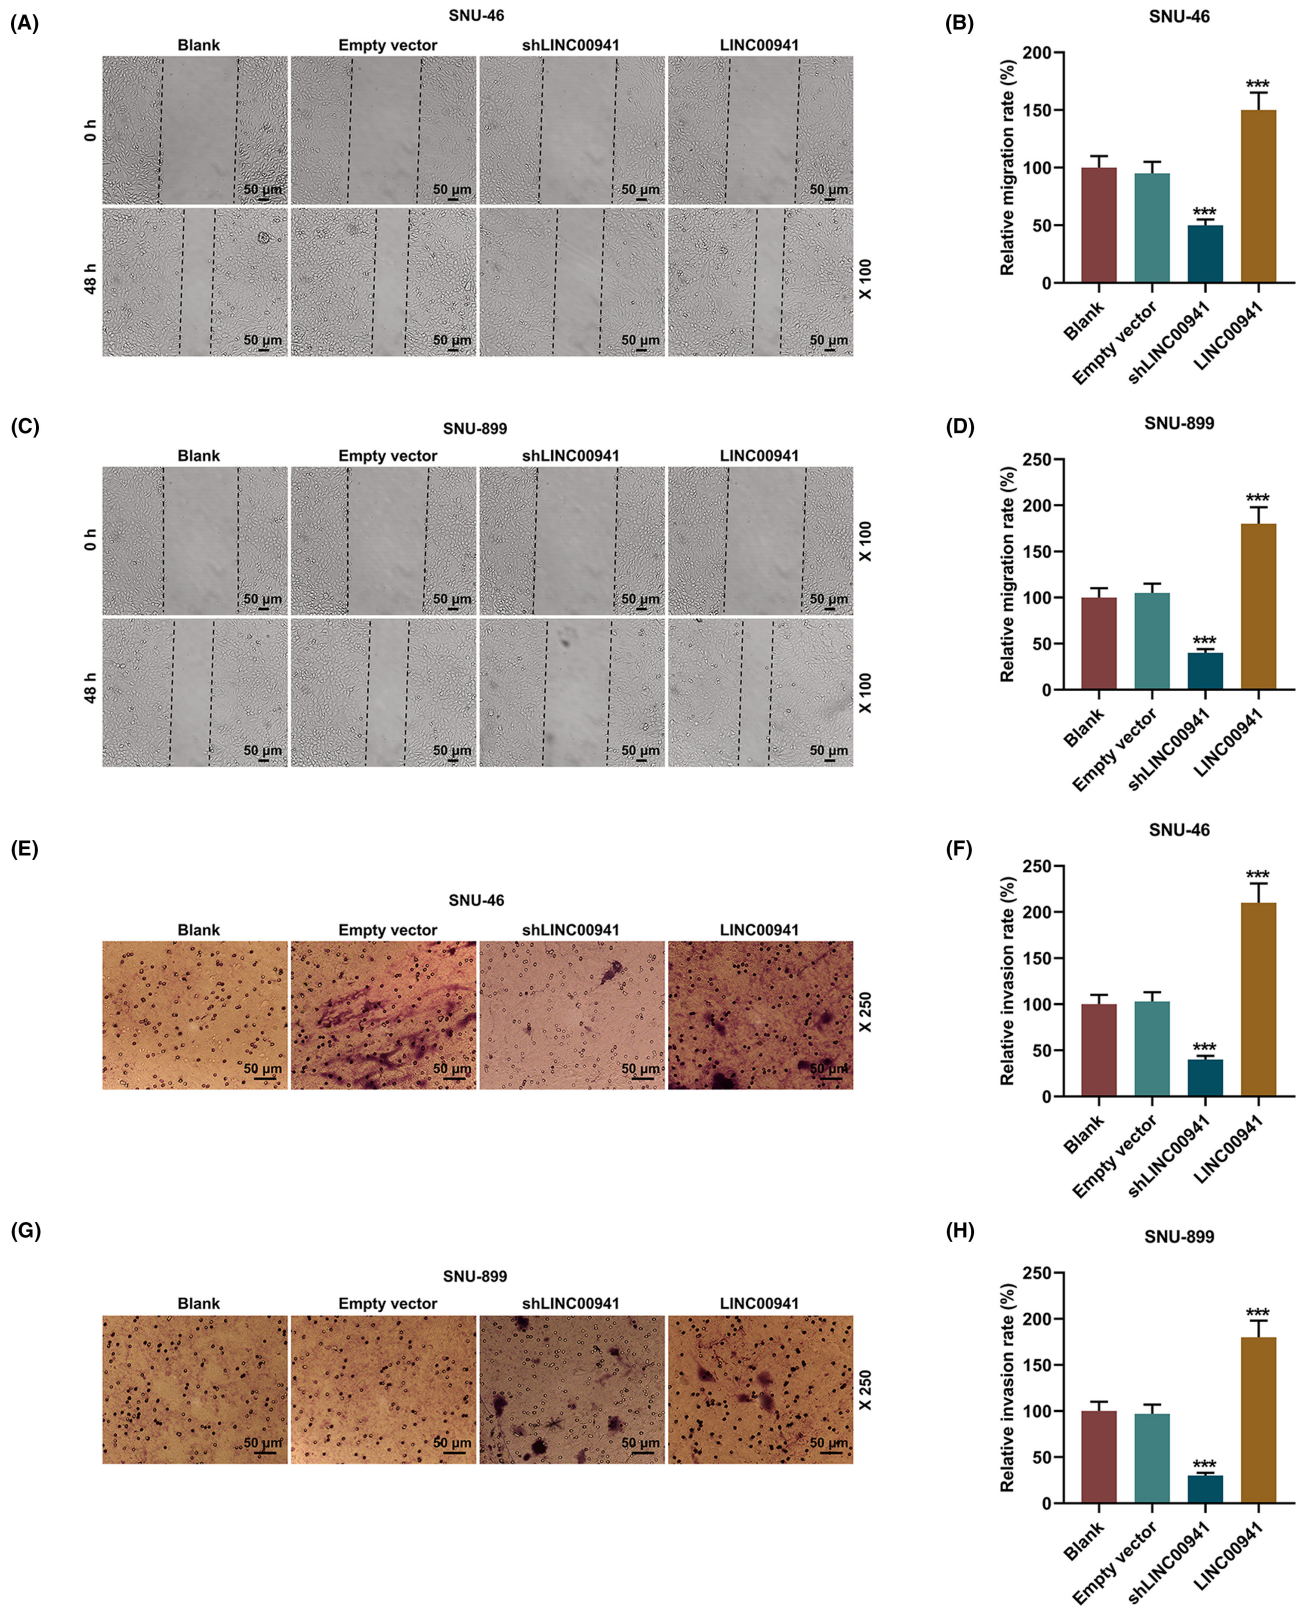 (A)
SNU-46
Blank Empty vector shLINC00941 LINC00941
0 h
50 µm 50 µm 50 µm 50 µm
48 h
50 µm 50 µm 50 µm 50 µm
X 100
(B)
SNU-46
Relative migration rate (%)
200
150
100
50
0
*** ***
Blank Empty vector shLINC00941 LINC00941
(C)
SNU-899
Blank Empty vector shLINC00941 LINC00941
0 h
50 µm 50 µm 50 µm 50 µm
X 100
48 h
50 µm 50 µm 50 µm 50 µm
X 100
(D)
SNU-899
Relative migration rate (%)
250
200
150
100
50
0
*** ***
Blank Empty vector shLINC00941 LINC00941
(E)
SNU-46
Blank Empty vector shLINC00941 LINC00941
50 µm 50 µm 50 µm 50 µm
X 250
(F)
SNU-46
Relative invasion rate (%)
250
200
150
100
50
0
*** ***
Blank Empty vector shLINC00941 LINC00941
(G)
SNU-899
Blank Empty vector shLINC00941 LINC00941
50 µm 50 µm 50 µm 50 µm
X 250
(H)
SNU-899
Relative invasion rate (%)
250
200
150
100
50
0
*** ***
Blank Empty vector shLINC00941 LINC00941